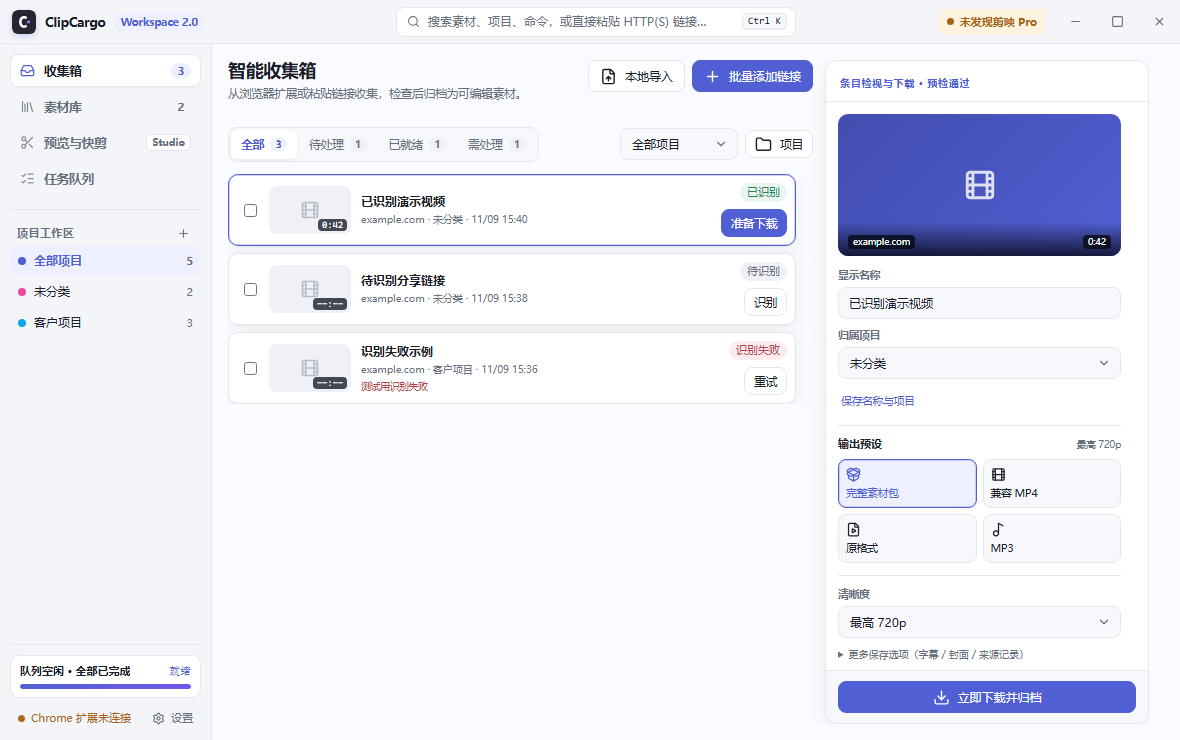 C ClipCargo Workspace 2.0
搜索素材、项目、命令，或直接粘贴 HTTP(S) 链接... Ctrl K
未发现剪映 Pro
收集箱 3
素材库 2
预览与快剪 Studio
任务队列
项目工作区 +
全部项目 5
未分类 2
客户项目 3
队列空闲 • 全部已完成 就绪
Chrome 扩展未连接 设置
智能收集箱
从浏览器扩展或粘贴链接收集，检查后归档为可编辑素材。
本地导入
+ 批量添加链接
全部 3 待处理 1 已就绪 1 需处理 1
全部项目
项目
0:42
已识别演示视频
example.com · 未分类 · 11/09 15:40
已识别
准备下载
--:--
待识别分享链接
example.com · 未分类 · 11/09 15:38
待识别
识别
--:--
识别失败示例
example.com · 客户项目 · 11/09 15:36
测试用识别失败
识别失败
重试
条目检视与下载 • 预检通过
example.com 0:42
显示名称
已识别演示视频
归属项目
未分类
保存名称与项目
输出预设 最高 720p
完整素材包
兼容 MP4
原格式
MP3
清晰度
最高 720p
更多保存选项（字幕 / 封面 / 来源记录）
立即下载并归档